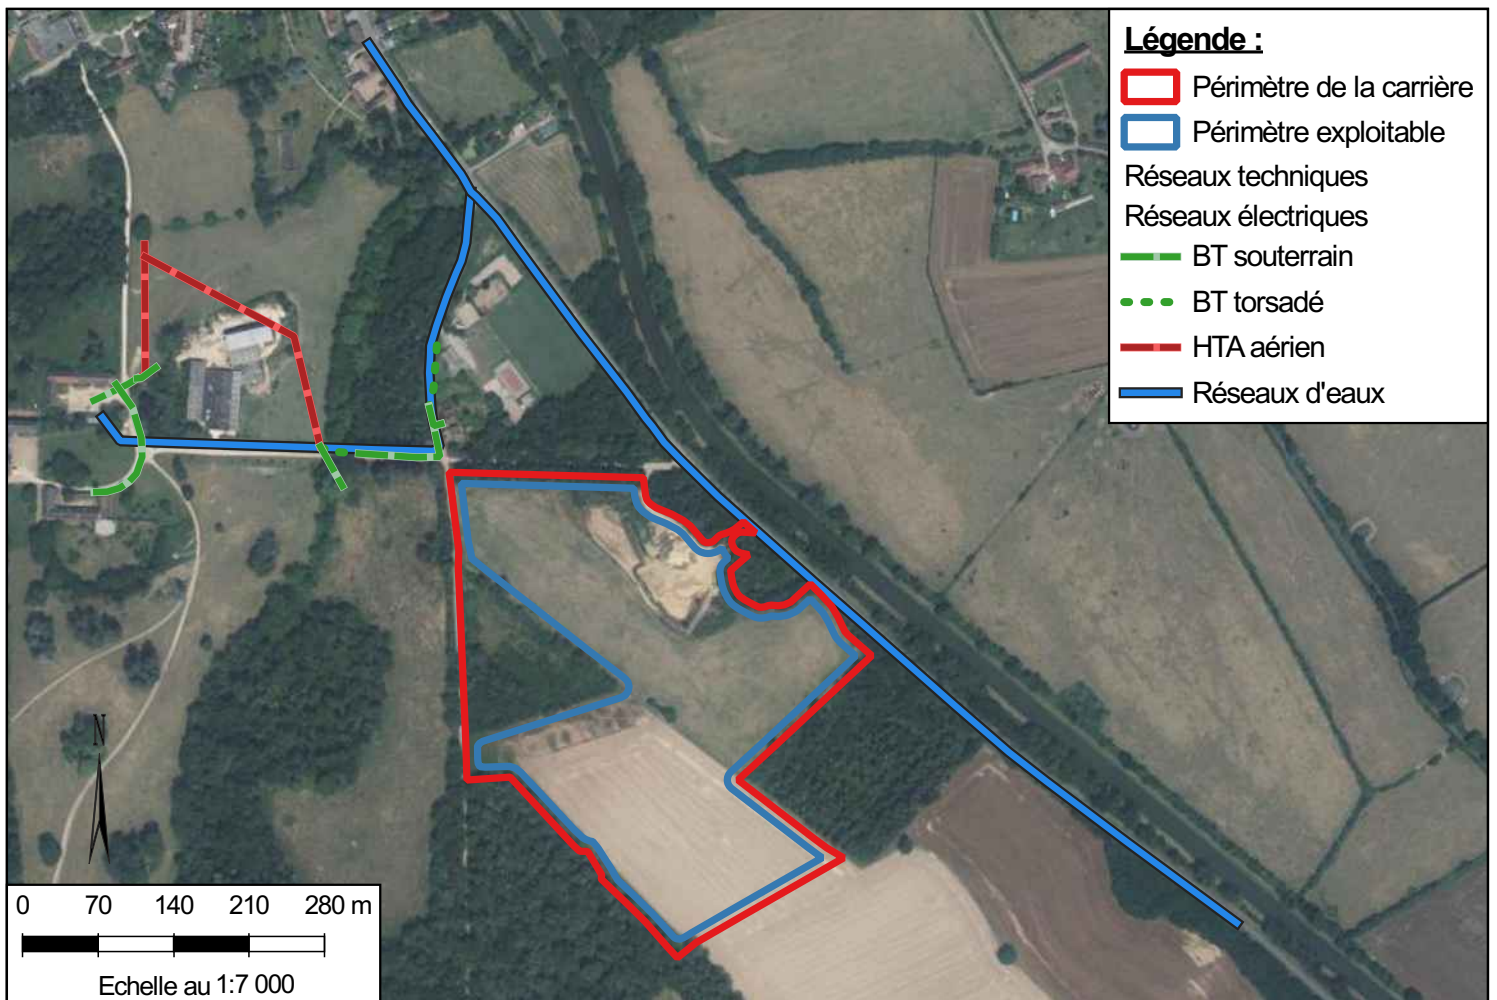 Légende :
Périmètre de la carrière
Périmètre exploitable
Réseaux techniques
Réseaux électriques
BT souterrain
BT torsadé
HTA aérien
Réseaux d'eaux
N
0 70 140 210 280 m
Echelle au 1:7 000